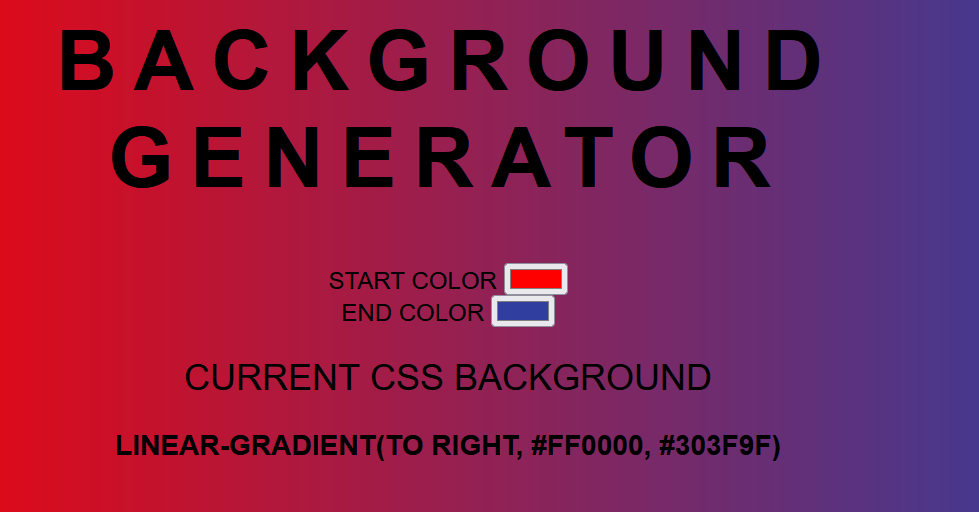 BACKGROUND
GENERATOR
START COLOR
END COLOR
CURRENT CSS BACKGROUND
LINEAR-GRADIENT(TO RIGHT, #FF0000, #303F9F)